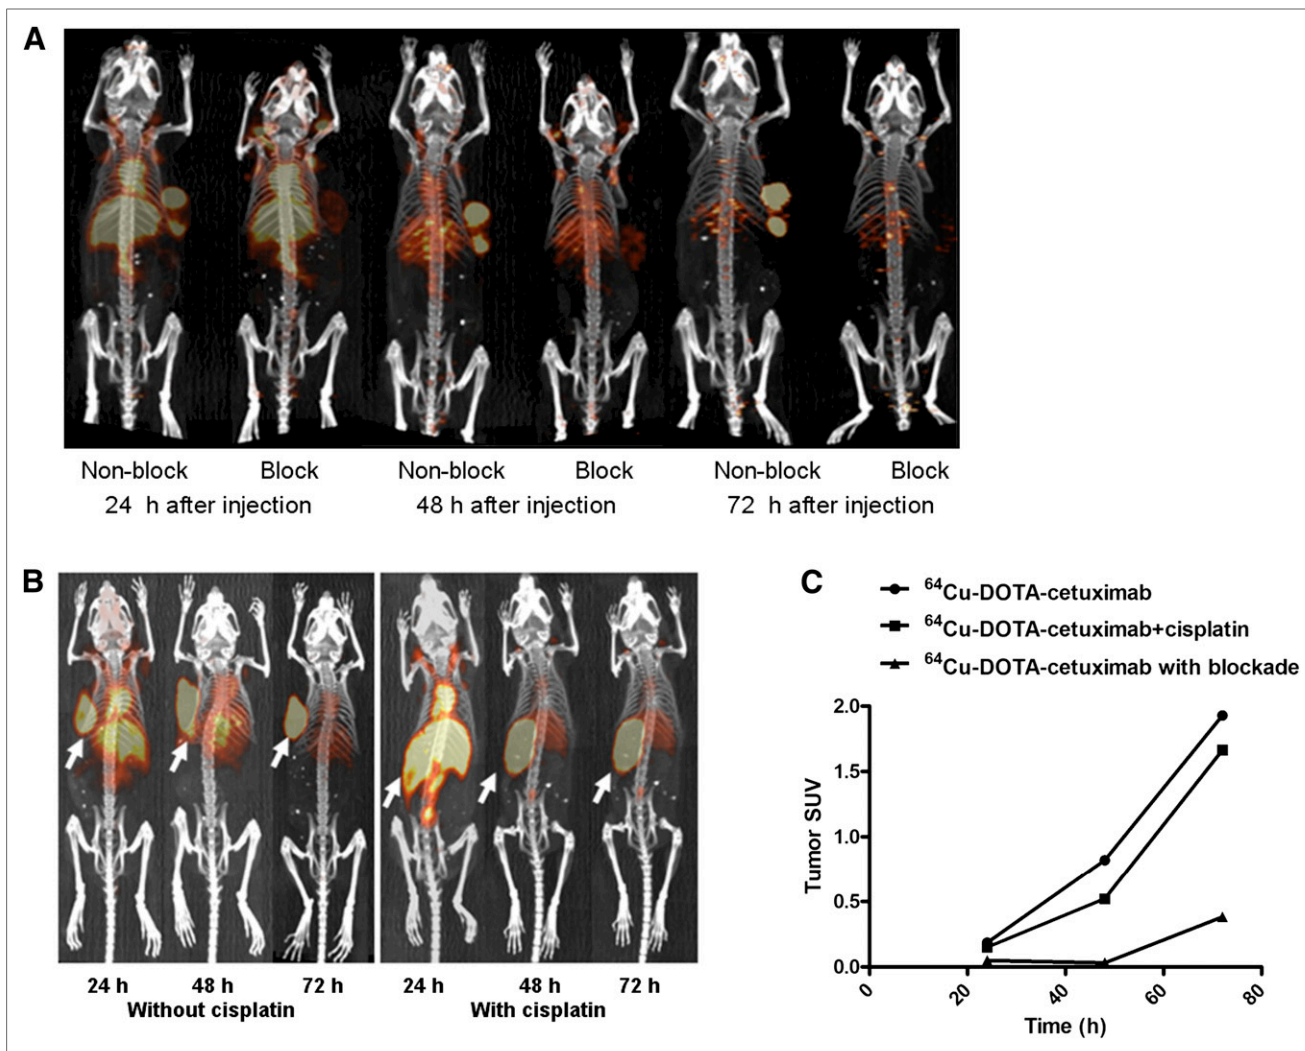 A
Non-block Block Non-block Block Non-block Block
24 h after injection 48 h after injection 72 h after injection
B
24 h 48 h 72 h 24 h 48 h 72 h
Without cisplatin With cisplatin
C
⁶⁴Cu-DOTA-cetuximab
⁶⁴Cu-DOTA-cetuximab+cisplatin
⁶⁴Cu-DOTA-cetuximab with blockade
Tumor SUV
2.0
1.5
1.0
0.5
0.0
0 20 40 60 80
Time (h)